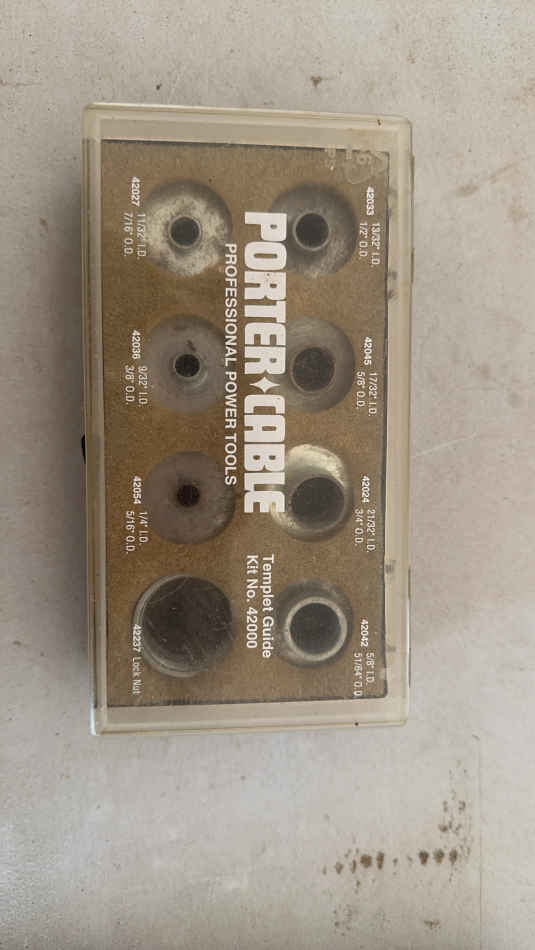 42033 13/32" I.D.
1/2" O.D.
42045 17/32" I.D.
5/8" O.D.
42024 21/32" I.D.
3/4" O.D.
42042 5/8" I.D.
51/64" O.D.
PORTER CABLE
PROFESSIONAL POWER TOOLS
Templet Guide
Kit No. 42000
42027 11/32" I.D.
7/16" O.D.
42036 9/32" I.D.
3/8" O.D.
42054 1/4" I.D.
5/16" O.D.
42237 Lock Nut